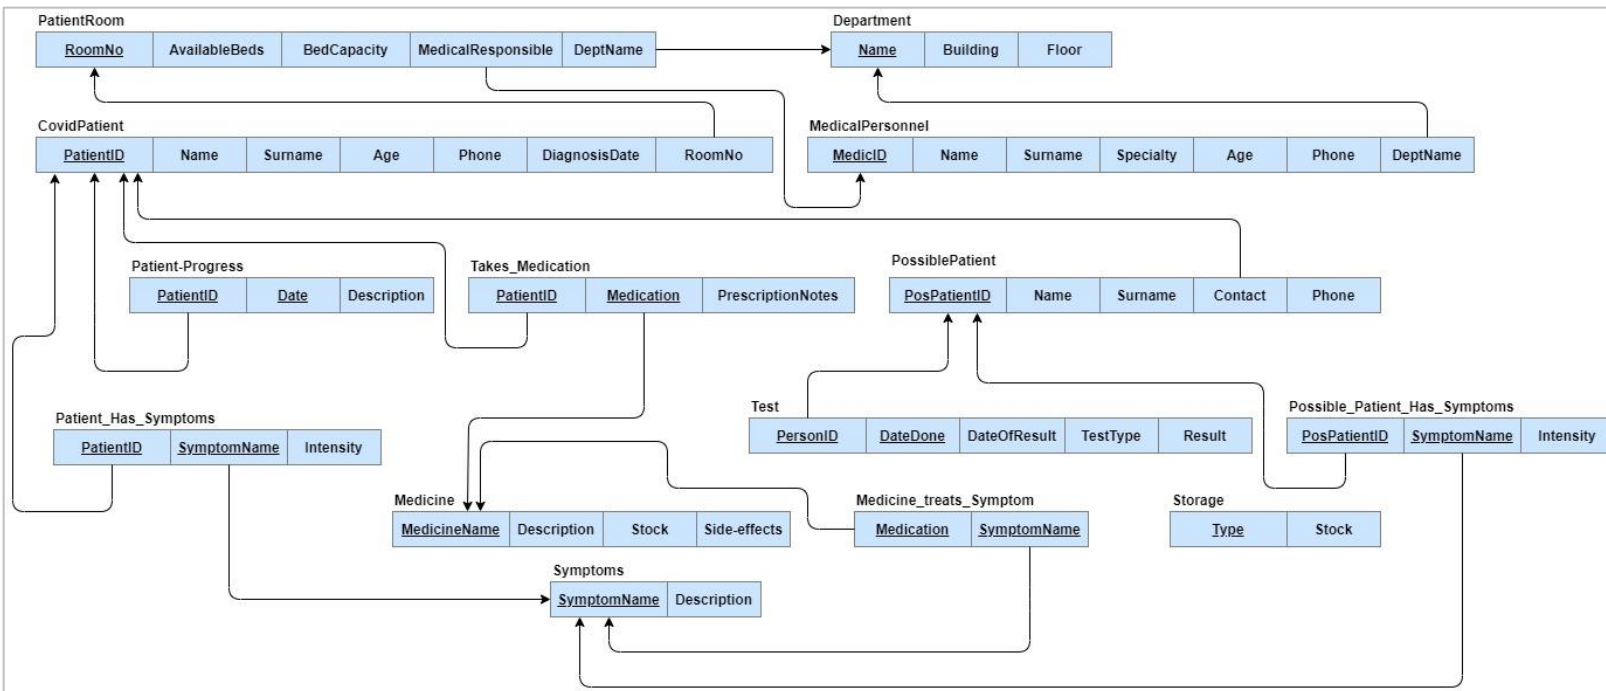 PatientRoom
RoomNo AvailableBeds BedCapacity MedicalResponsible DeptName
Department
Name Building Floor
CovidPatient
PatientID Name Surname Age Phone DiagnosisDate RoomNo
MedicalPersonnel
MedicID Name Surname Specialty Age Phone DeptName
Patient-Progress
PatientID Date Description
Takes_Medication
PatientID Medication PrescriptionNotes
PossiblePatient
PosPatientID Name Surname Contact Phone
Patient_Has_Symptoms
PatientID SymptomName Intensity
Test
PersonID DateDone DateOfResult TestType Result
Possible_Patient_Has_Symptoms
PosPatientID SymptomName Intensity
Medicine
MedicineName Description Stock Side-effects
Medicine_treats_Symptom
Medication SymptomName
Storage
Type Stock
Symptoms
SymptomName Description